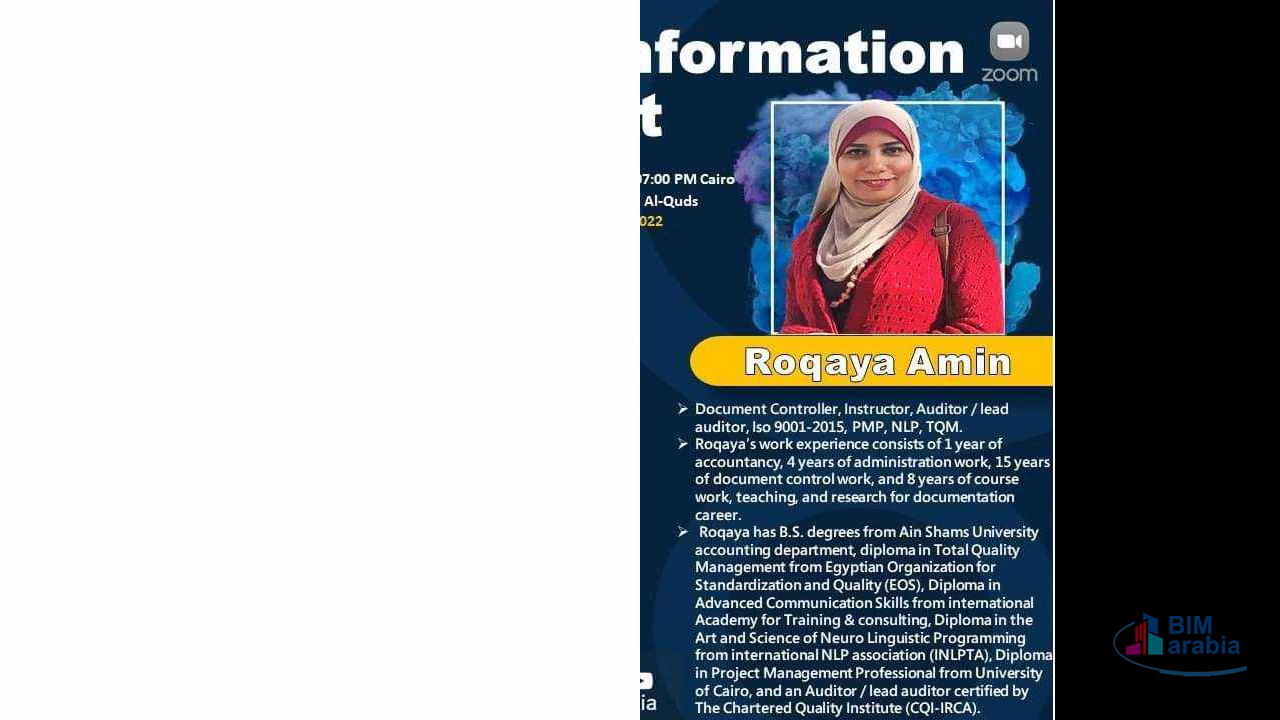 nformation
t
zoom
07:00 PM Cairo
Al-Quds
022
Roqaya Amin
➢ Document Controller, Instructor, Auditor / lead
auditor, Iso 9001-2015, PMP, NLP, TQM.
➢ Roqaya's work experience consists of 1 year of
accountancy, 4 years of administration work, 15 years
of document control work, and 8 years of course
work, teaching, and research for documentation
career.
➢ Roqaya has B.S. degrees from Ain Shams University
accounting department, diploma in Total Quality
Management from Egyptian Organization for
Standardization and Quality (EOS), Diploma in
Advanced Communication Skills from international
Academy for Training & consulting, Diploma in the
Art and Science of Neuro Linguistic Programming
from international NLP association (INLPTA), Diploma
in Project Management Professional from University
of Cairo, and an Auditor / lead auditor certified by
The Chartered Quality Institute (CQI-IRCA).
ia
BIM
arabia